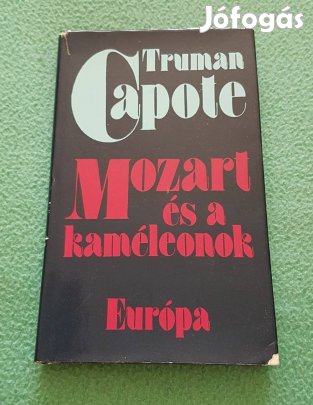 Jófogás
Truman
Capote
Mozart
és a
kaméleonok
Európa